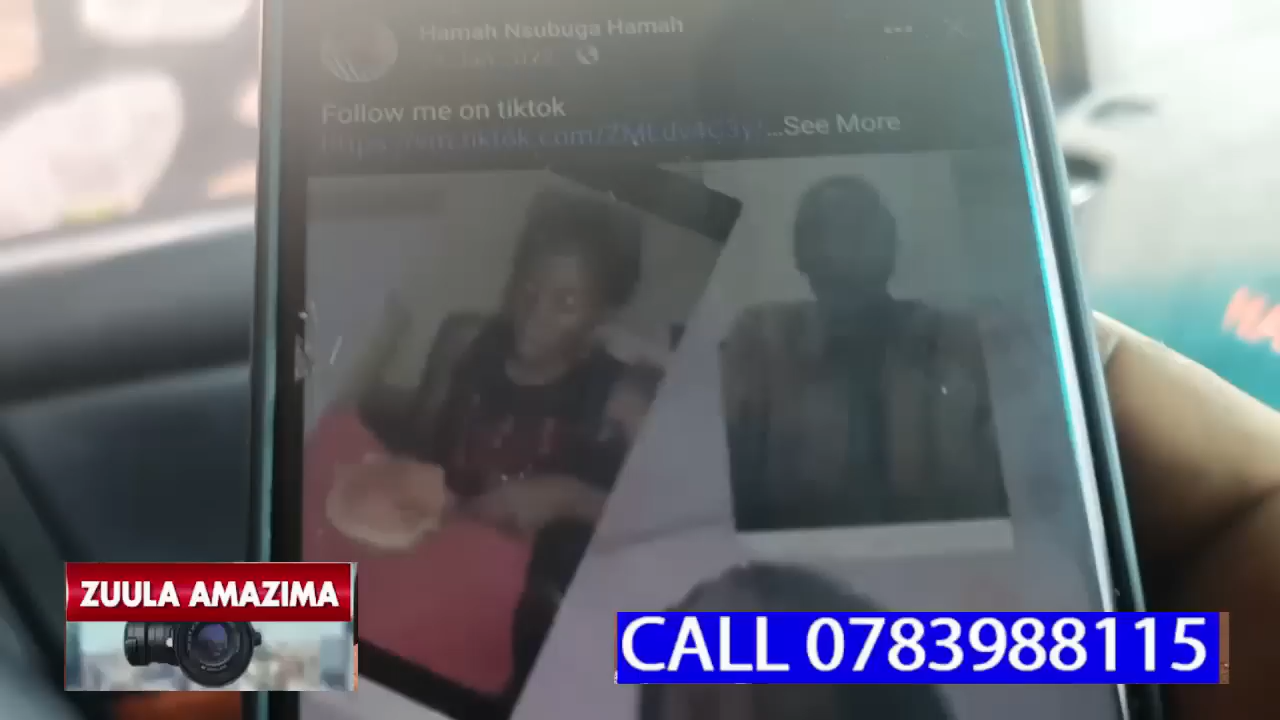 Hamah Nsubuga Hamah
Follow me on tiktok
...See More
ZUULA AMAZIMA
CALL 0783988115